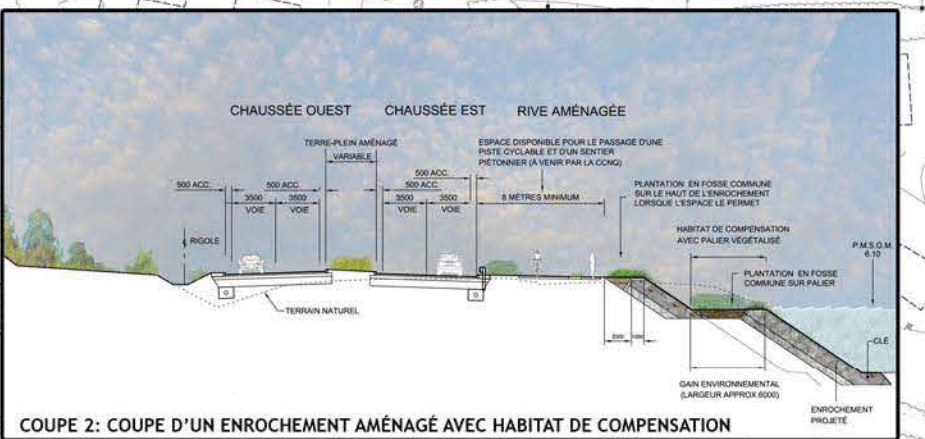 CHAUSSÉE OUEST
CHAUSSÉE EST
RIVE AMÉNAGÉE
TERRE-PLEIN AMÉNAGÉ
VARIABLE
ESPACE DISPONIBLE POUR LE PASSAGE D'UNE
PISTE CYCLABLE ET D'UN SENTIER
PIÉTONNIER (À VENIR PAR LA CCNQ)
500 ACC.
500 ACC.
500 ACC.
500 ACC.
3500
VOIE
3500
VOIE
3500
VOIE
3500
VOIE
8 MÈTRES MINIMUM
PLANTATION EN FOSSE COMMUNE
SUR LE HAUT DE L'ENROCHEMENT
LORSQUE L'ESPACE LE PERMET
HABITAT DE COMPENSATION
AVEC PALIER VÉGÉTALISÉ
P.M.S.G.M.
6.10
RIGOLE
PLANTATION EN FOSSE
COMMUNE SUR PALIER
TERRAIN NATUREL
2000
1000
CLÉ
GAIN ENVIRONNEMENTAL
(LARGEUR APPROX.6000)
ENROCHEMENT
PROJETÉ
COUPE 2: COUPE D'UN ENROCHEMENT AMÉNAGÉ AVEC HABITAT DE COMPENSATION